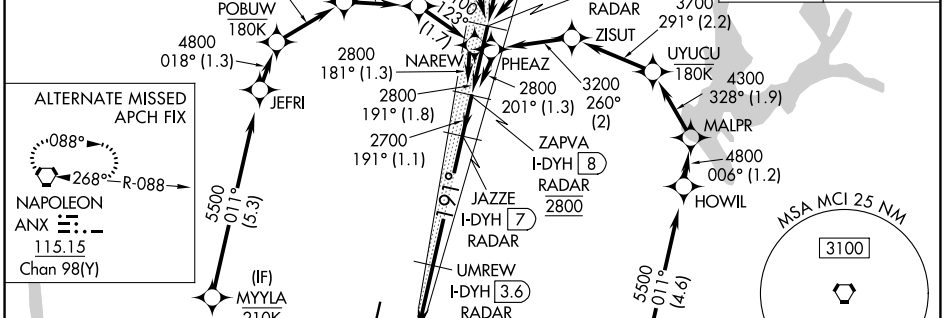 POBUW
180K
4800
018° (1.3)
JEFRI
5500
011°
(5.3)
(IF)
MYYLA
210K
ALTERNATE MISSED
APCH FIX
088°
268°
R-088
NAPOLEON
ANX
115.15
Chan 98(Y)
123°
(1.7)
2800
181° (1.3)
NAREW
PHEAZ
2800
191° (1.8)
2700
191° (1.1)
2800
201° (1.3)
191°
RADAR
ZISUT
3700
291° (2.2)
UYUCU
180K
3200
260°
(2)
4300
328° (1.9)
MALPR
4800
006° (1.2)
HOWIL
ZAPVA
I-DYH 8
RADAR
2800
JAZZE
I-DYH 7
RADAR
UMREW
I-DYH 3.6
RADAR
5500
011°
(4.6)
MSA MCI 25 NM
3100